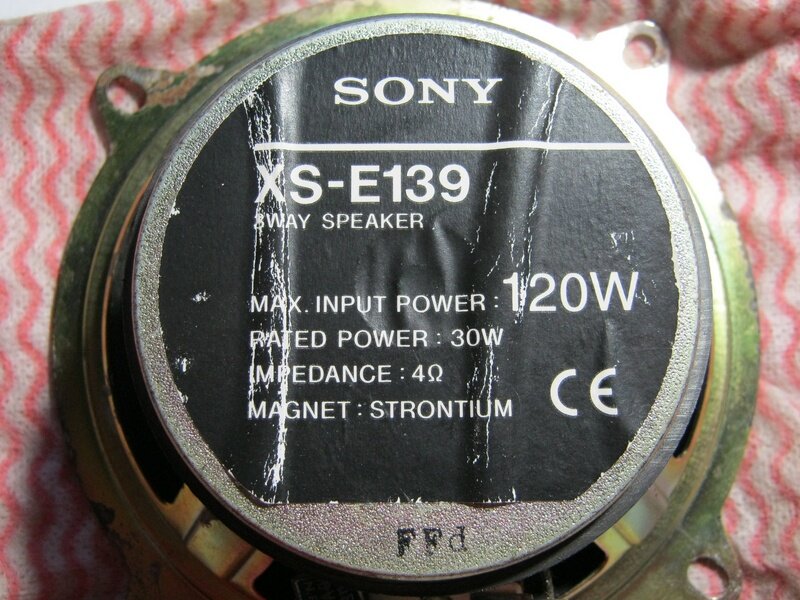 SONY
XS-E139
3WAY SPEAKER
MAX. INPUT POWER : 120W
RATED POWER : 30W
IMPEDANCE : 4Ω
MAGNET : STRONTIUM
CE
FFd